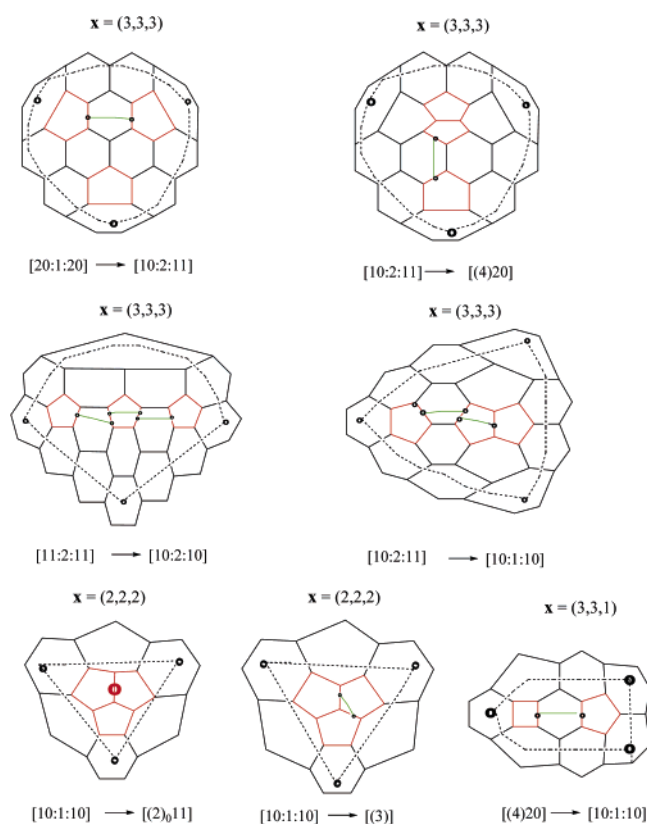 x = (3,3,3)
x = (3,3,3)
[20:1:20] → [10:2:11]
[10:2:11] → [(4)20]
x = (3,3,3)
x = (3,3,3)
[11:2:11] → [10:2:10]
[10:2:11] → [10:1:10]
x = (2,2,2)
x = (2,2,2)
x = (3,3,1)
[10:1:10] → [(2)₀11]
[10:1:10] → [(3)]
[(4)20] → [10:1:10]